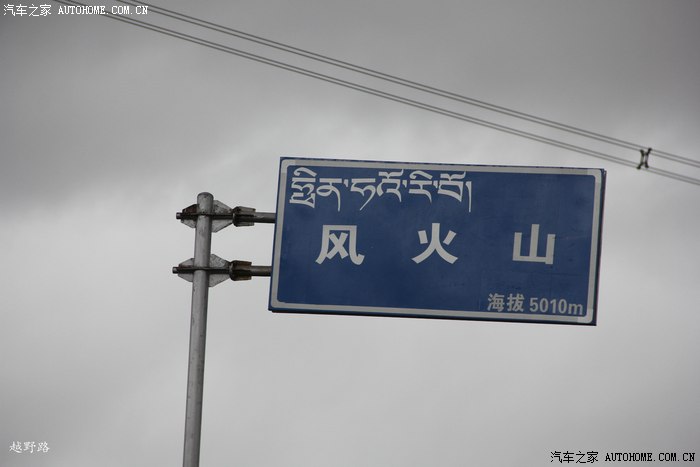 汽车之家 AUTOHOME.COM.CN
ཧྥིན་ཧའོ་རི་བོ།
风火山
海拔 5010m
越野路
汽车之家 AUTOHOME.COM.CN